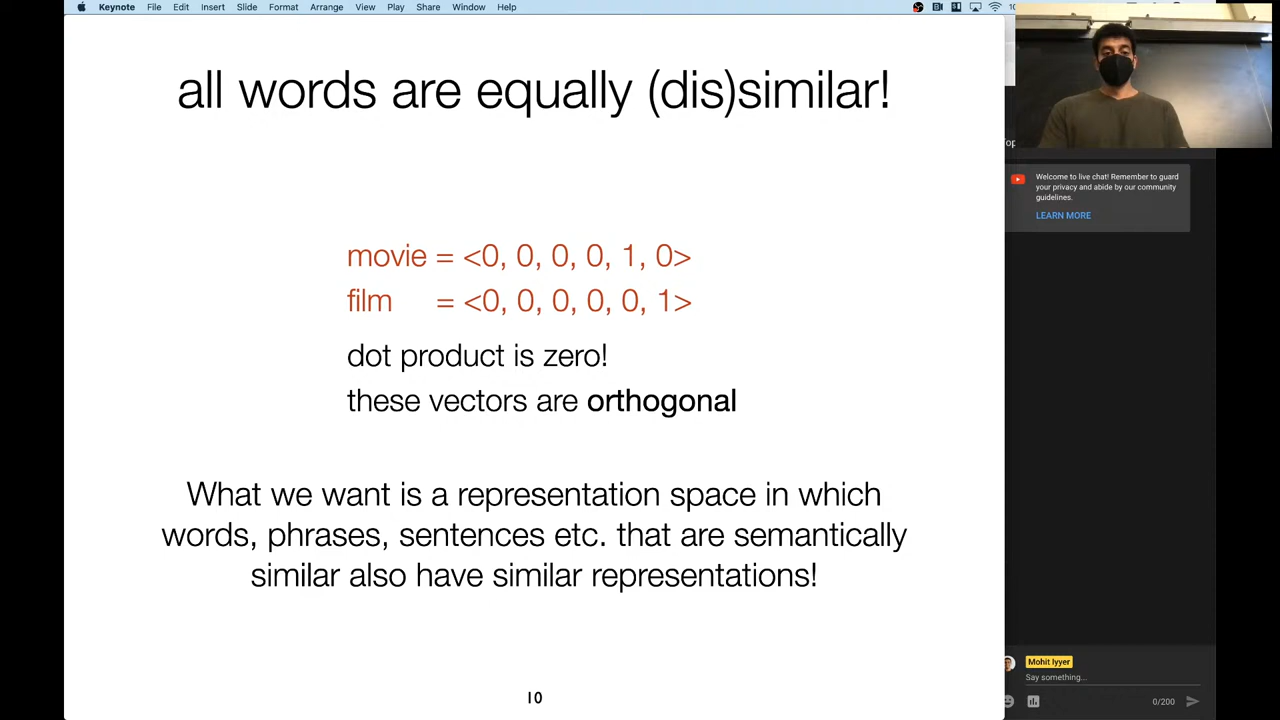 Keynote File Edit Insert Slide Format Arrange View Play Share Window Help
all words are equally (dis)similar!
movie = <0, 0, 0, 0, 1, 0>
film = <0, 0, 0, 0, 0, 1>
dot product is zero!
these vectors are orthogonal
What we want is a representation space in which
words, phrases, sentences etc. that are semantically
similar also have similar representations!
10
Welcome to live chat! Remember to guard
your privacy and abide by our community
guidelines.
LEARN MORE
Mohit Iyyer
Say something...
0/200